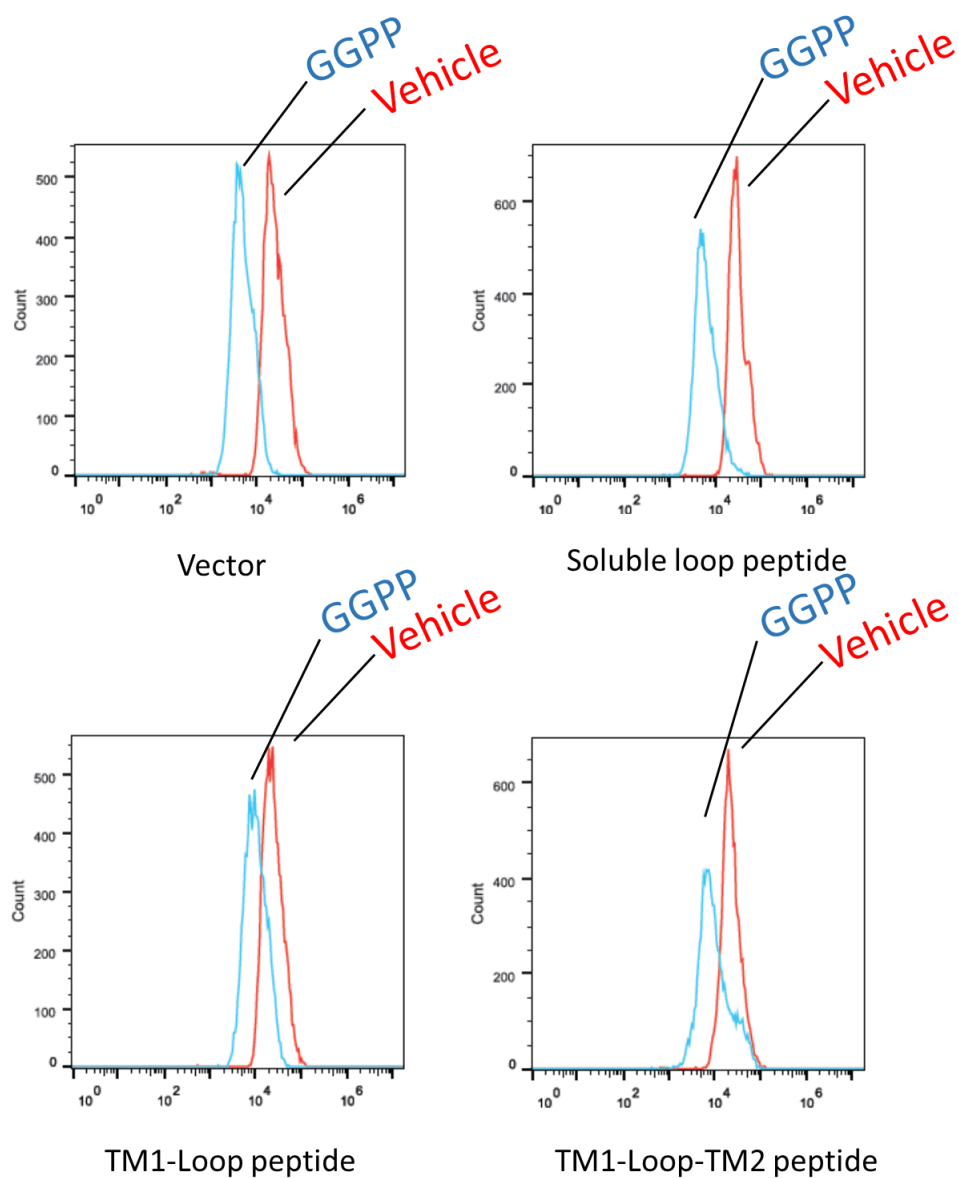 GGPP
Vehicle
Count
500
400
300
200
100
0
10^0
10^2
10^4
10^6
Vector
GGPP
Vehicle
Count
600
400
200
0
10^0
10^2
10^4
10^6
Soluble loop peptide
GGPP
Vehicle
Count
500
400
300
200
100
0
10^0
10^2
10^4
10^6
TM1-Loop peptide
GGPP
Vehicle
Count
600
400
200
0
10^0
10^2
10^4
10^6
TM1-Loop-TM2 peptide